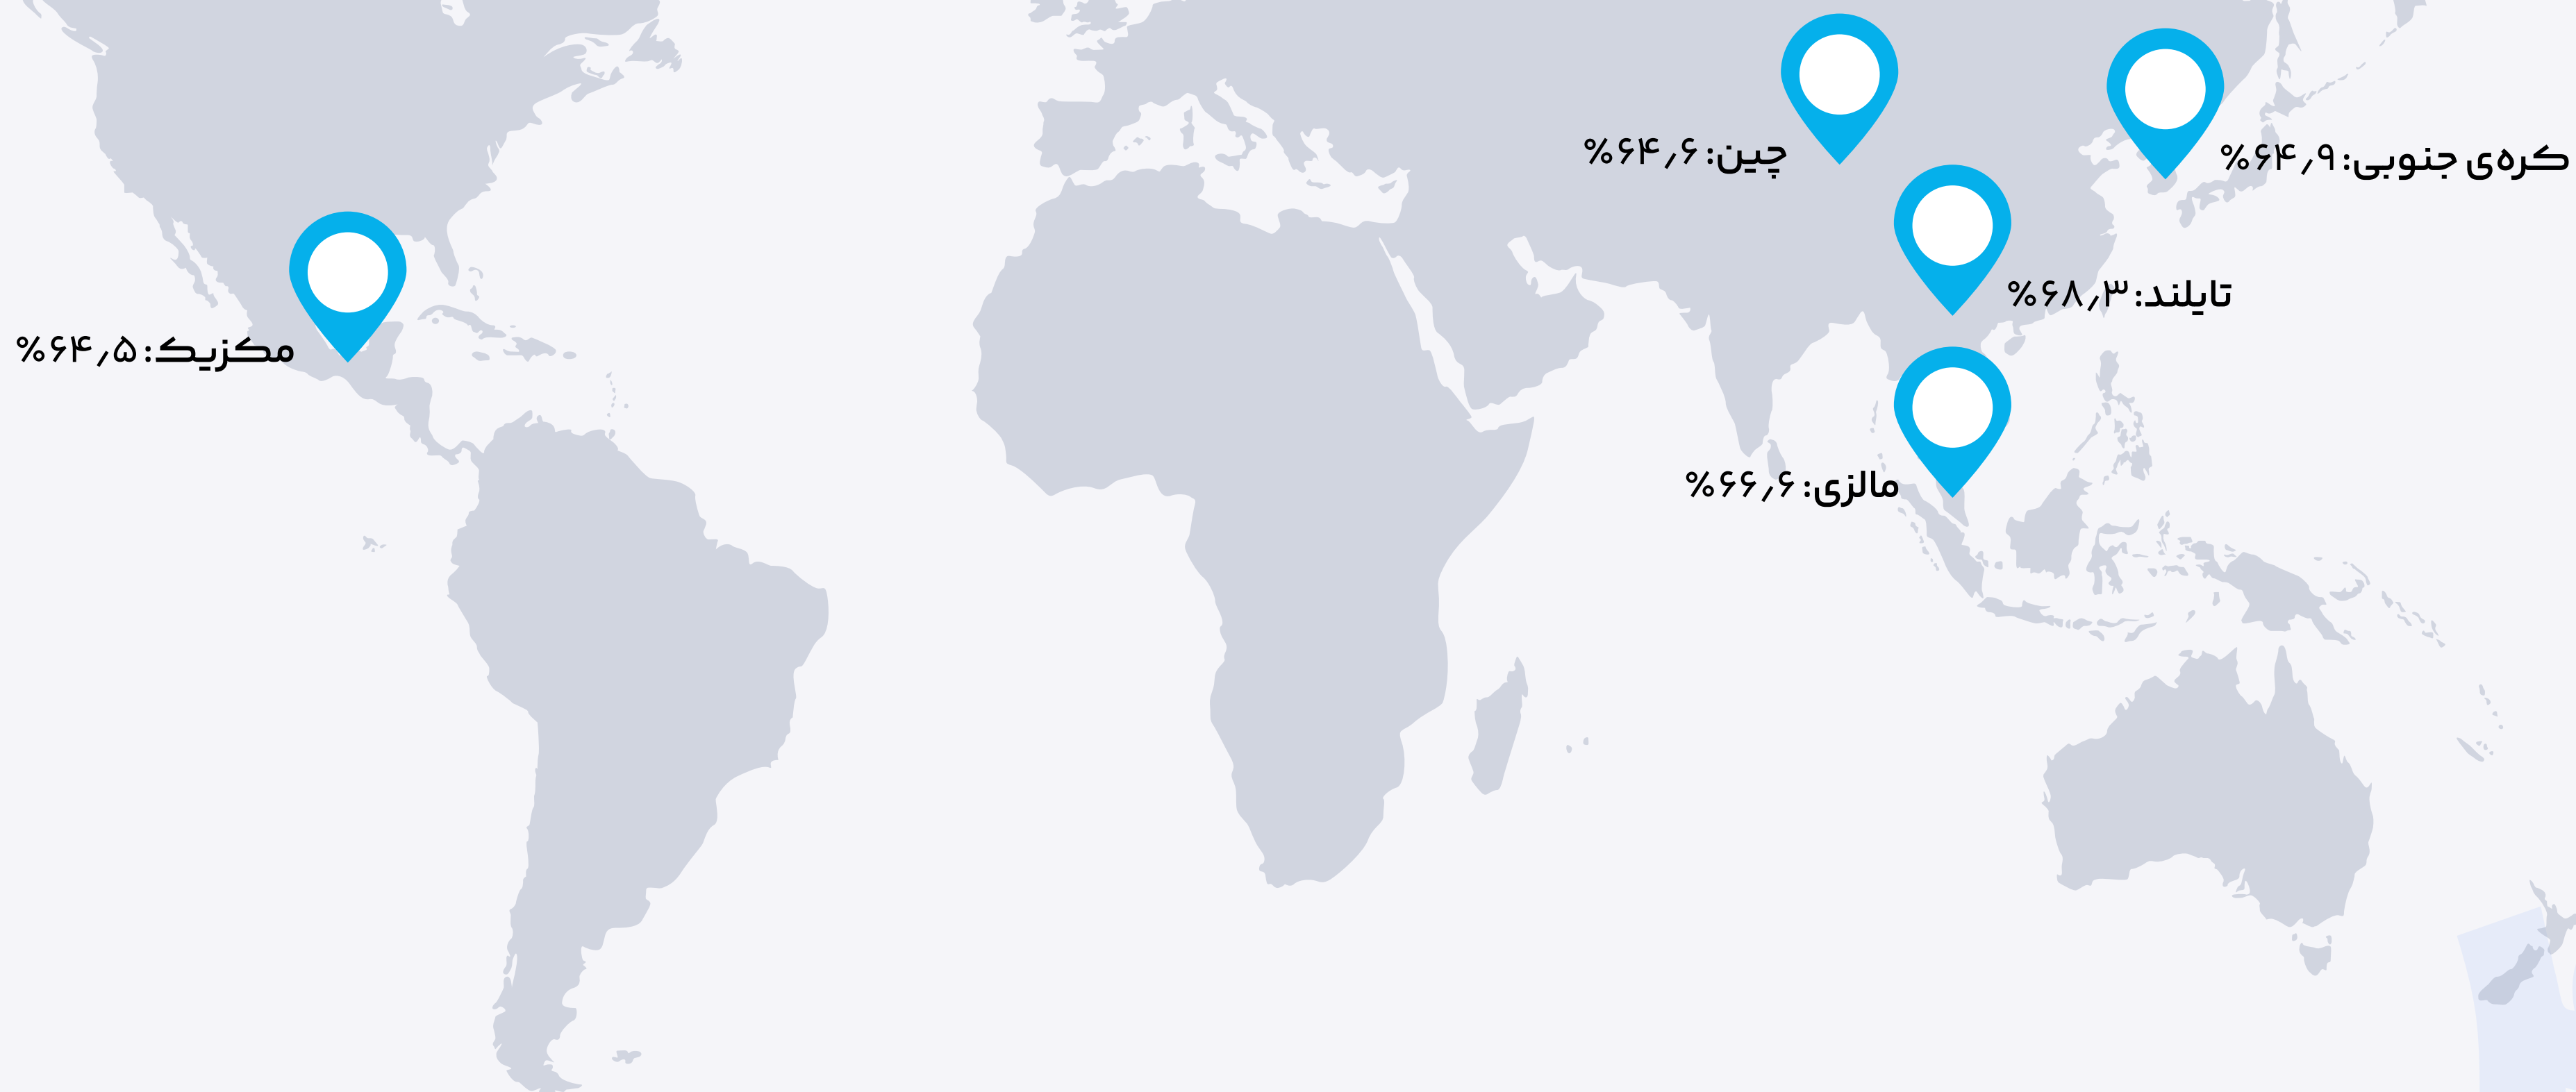 چین: ۶۴٫۶%
کره‌ی جنوبی: ۶۴٫۹%
تایلند: ۶۸٫۳%
مکزیک: ۶۴٫۵%
مالزی: ۶۶٫۶%